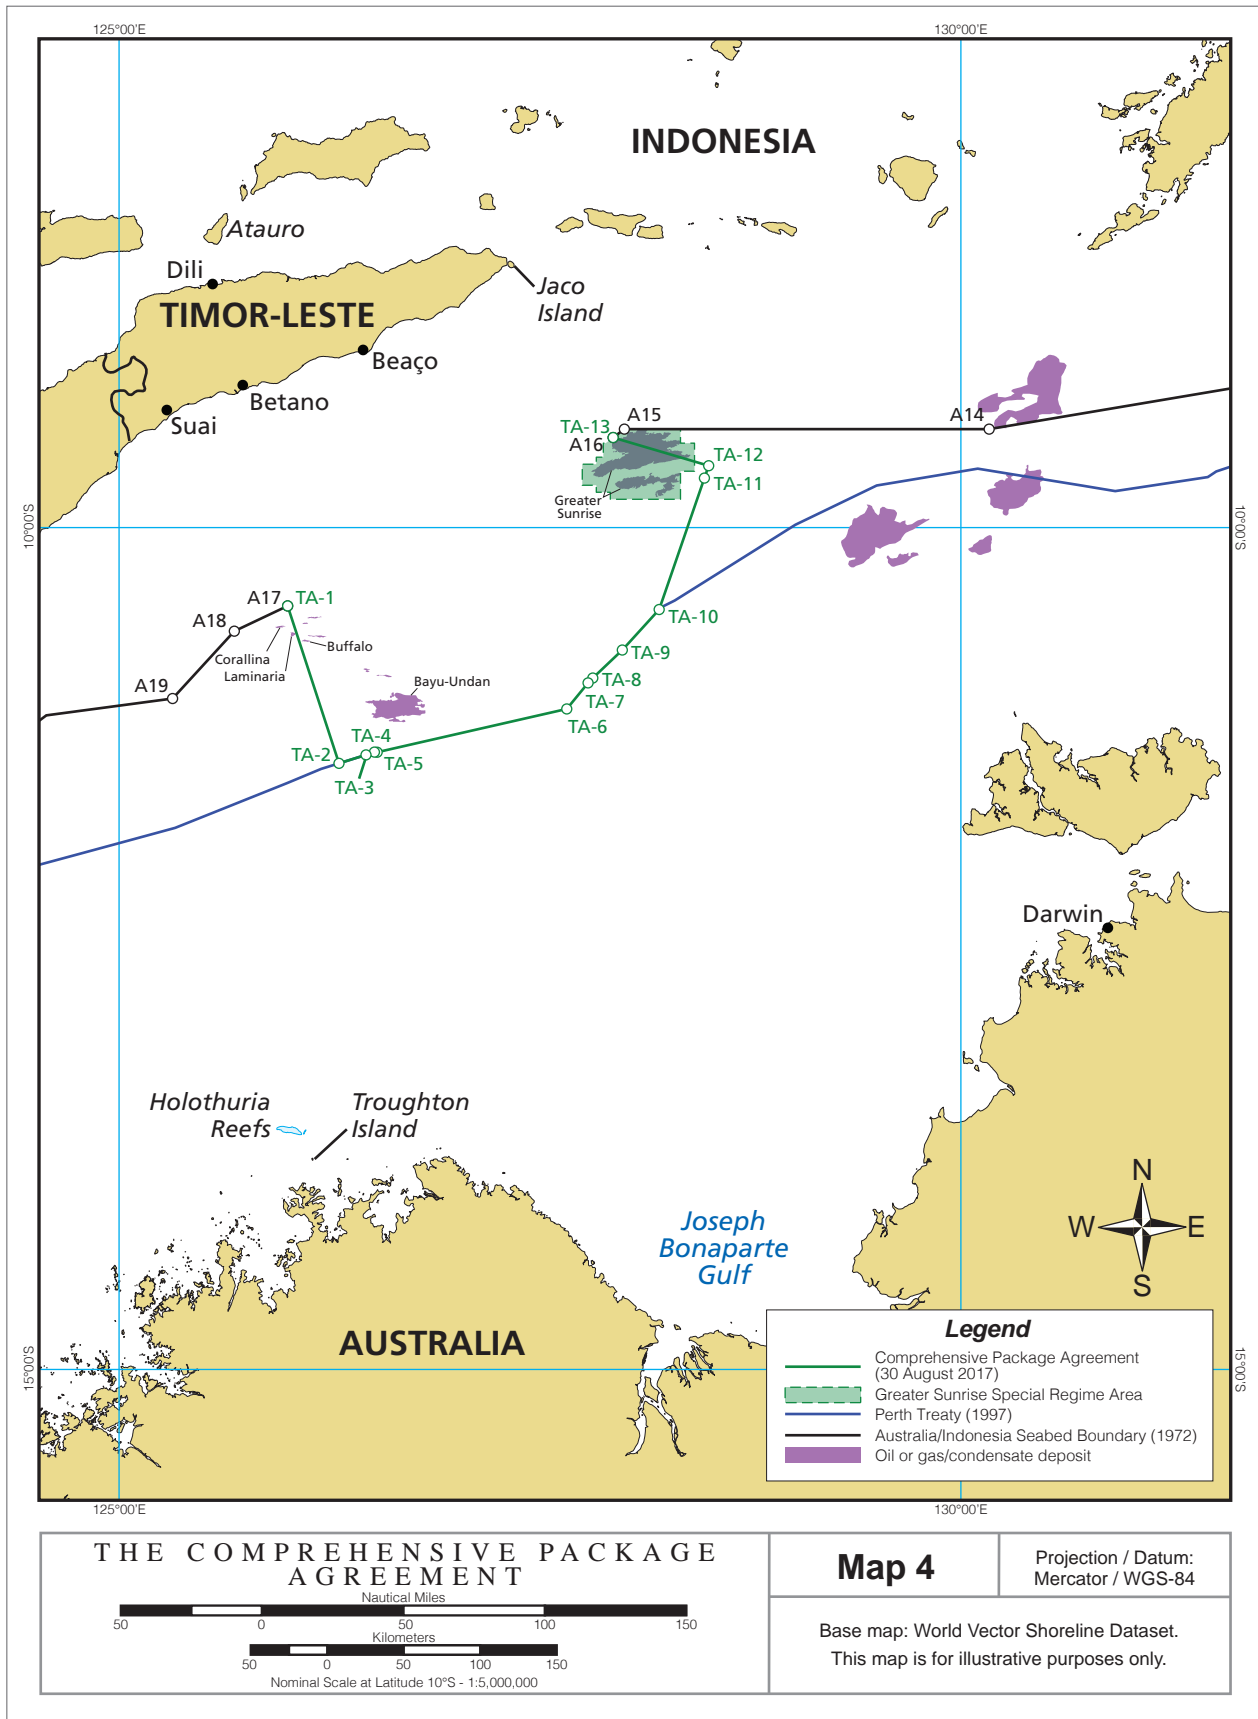 125°00'E
130°00'E
INDONESIA
Atauro
Dili
Jaco
Island
TIMOR-LESTE
Beaço
Betano
Suai
A15
A14
TA-13
A16
TA-12
TA-11
Greater
Sunrise
10°00'S
10°00'S
A17
TA-1
A18
TA-10
Corallina
Laminaria
Buffalo
TA-9
A19
Bayu-Undan
TA-8
TA-7
TA-6
TA-4
TA-2
TA-5
TA-3
Darwin
Holothuria
Reefs
Troughton
Island
N
W
E
S
Joseph
Bonaparte
Gulf
AUSTRALIA
15°00'S
15°00'S
Legend
Comprehensive Package Agreement
(30 August 2017)
Greater Sunrise Special Regime Area
Perth Treaty (1997)
Australia/Indonesia Seabed Boundary (1972)
Oil or gas/condensate deposit
125°00'E
130°00'E
THE COMPREHENSIVE PACKAGE
AGREEMENT
Nautical Miles
50 0 50 100 150
Kilometers
50 0 50 100 150
Nominal Scale at Latitude 10°S - 1:5,000,000
Map 4
Projection / Datum:
Mercator / WGS-84
Base map: World Vector Shoreline Dataset.
This map is for illustrative purposes only.